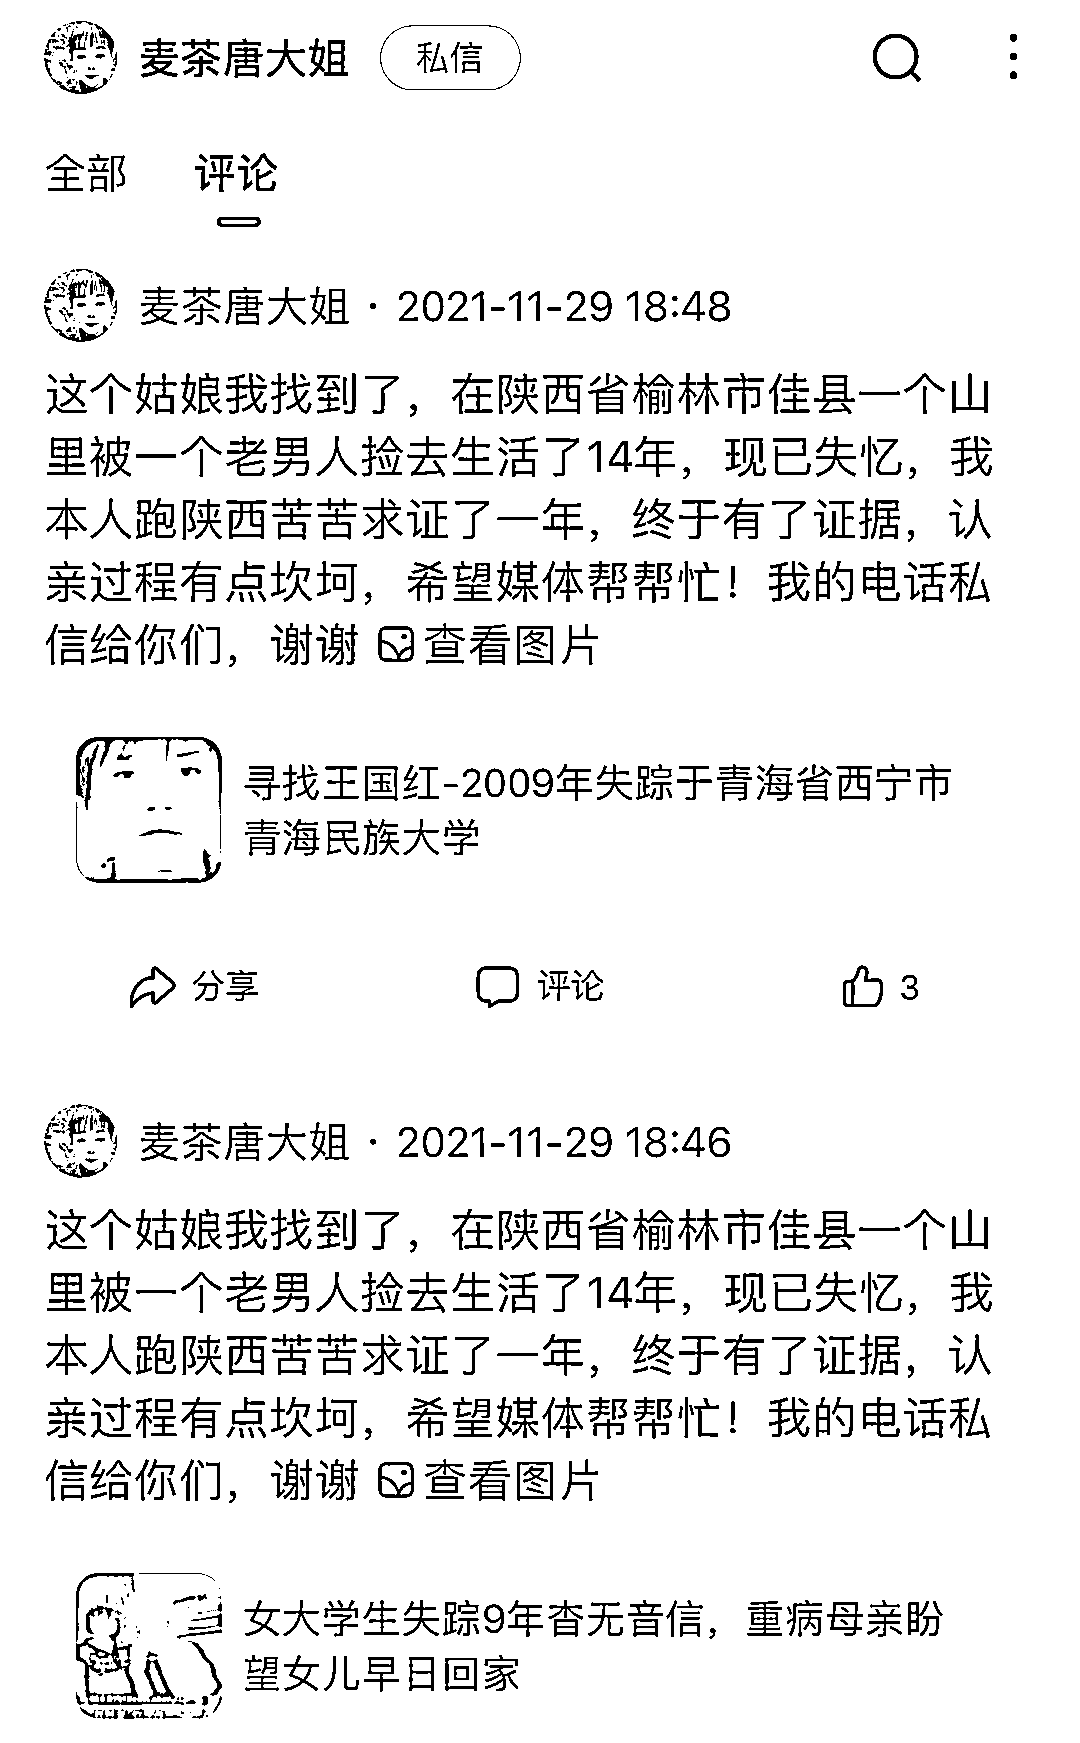 麦茶唐大姐 私信
全部 评论
麦茶唐大姐 · 2021-11-29 18:48
这个姑娘我找到了，在陕西省榆林市佳县一个山
里被一个老男人捡去生活了14年，现已失忆，我
本人跑陕西苦苦求证了一年，终于有了证据，认
亲过程有点坎坷，希望媒体帮帮忙！我的电话私
信给你们，谢谢 查看图片
寻找王国红-2009年失踪于青海省西宁市
青海民族大学
分享 评论 3
麦茶唐大姐 · 2021-11-29 18:46
这个姑娘我找到了，在陕西省榆林市佳县一个山
里被一个老男人捡去生活了14年，现已失忆，我
本人跑陕西苦苦求证了一年，终于有了证据，认
亲过程有点坎坷，希望媒体帮帮忙！我的电话私
信给你们，谢谢 查看图片
女大学生失踪9年杳无音信，重病母亲盼
望女儿早日回家